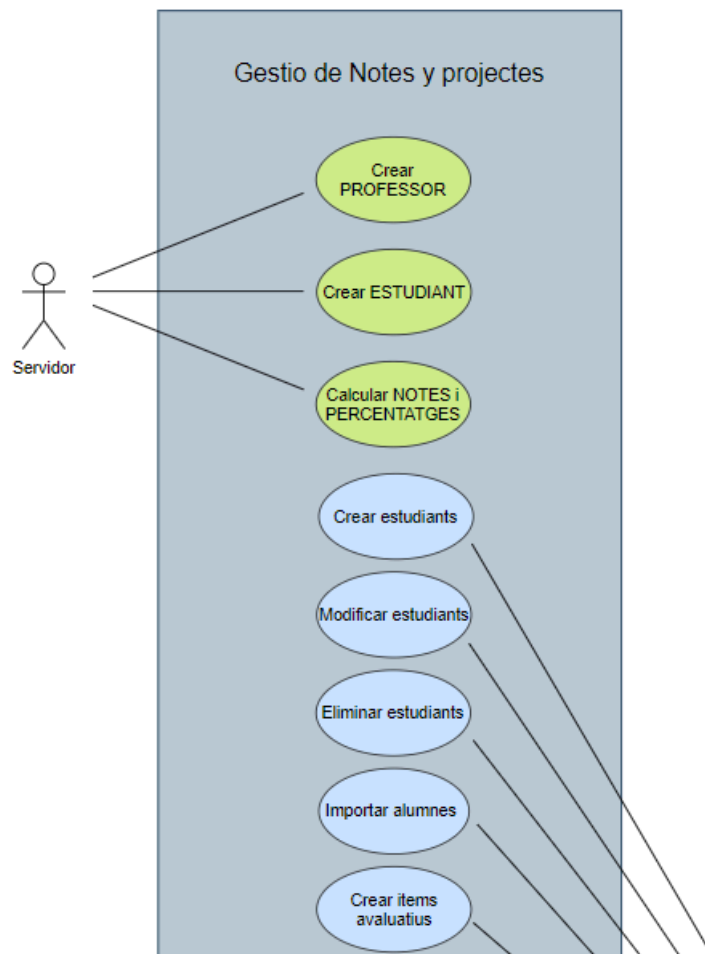 Gestio de Notes y projectes
Crear
PROFESSOR
Crear ESTUDIANT
Servidor
Calcular NOTES i
PERCENTATGES
Crear estudiants
Modificar estudiants
Eliminar estudiants
Importar alumnes
Crear items
avaluatius